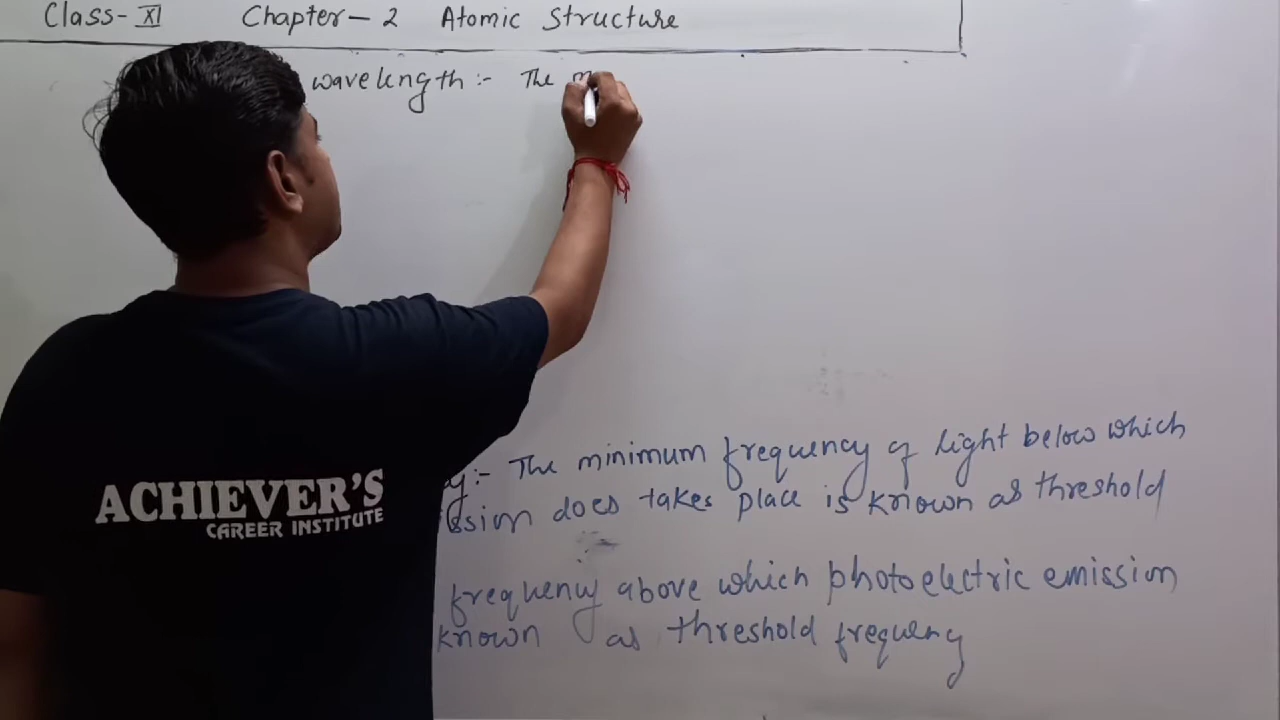 Class- XI Chapter- 2 Atomic Structure
wavelength :- The
:- The minimum frequency of light below which
ssion does takes place is known as threshold
frequency above which photoelectric emission
known as threshold frequency
ACHIEVER'S
CAREER INSTITUTE